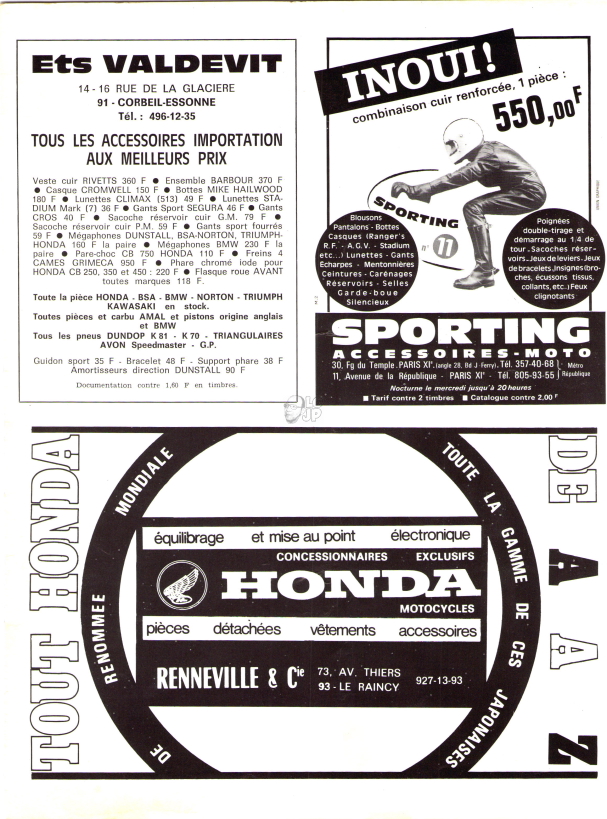 Ets VALDEVIT
14 - 16 RUE DE LA GLACIERE
91 - CORBEIL-ESSONNE
Tél. : 496-12-35
TOUS LES ACCESSOIRES IMPORTATION
AUX MEILLEURS PRIX
Veste cuir RIVETTS 360 F ● Ensemble BARBOUR 370 F
● Casque CROMWELL 150 F ● Bottes MIKE HAILWOOD
180 F ● Lunettes CLIMAX (513) 49 F ● Lunettes STA-
DIUM Mark (7) 36 F ● Gants Sport SEGURA 46 F ● Gants
CROS 40 F ● Sacoche réservoir cuir G.M. 79 F ●
Sacoche réservoir cuir P.M. 59 F ● Gants sport fourrés
59 F ● Mégaphones DUNSTALL, BSA-NORTON, TRIUMPH-
HONDA 160 F la paire ● Mégaphones BMW 230 F la
paire ● Pare-choc CB 750 HONDA 110 F ● Freins 4
CAMES GRIMECA 950 F ● Phare chromé iode pour
HONDA CB 250, 350 et 450 : 220 F ● Flasque roue AVANT
toutes marques 118 F.
Toute la pièce HONDA - BSA - BMW - NORTON - TRIUMPH
KAWASAKI en stock.
Toutes pièces et carbu AMAL et pistons origine anglais
et BMW
Tous les pneus DUNDOP K 81 - K 70 - TRIANGULAIRES
AVON Speedmaster - G.P.
Guidon sport 35 F - Bracelet 48 F - Support phare 38 F
Amortisseurs direction DUNSTALL 90 F
Documentation contre 1,60 F en timbres.
INOUI!
combinaison cuir renforcée, 1 pièce :
550,00F
SPORTING
n° 11
Blousons
Pantalons - Bottes
Casques (Ranger's
R.F. - A.G.V. - Stadium
etc...) Lunettes - Gants
Echarpes - Mentonnières
Ceintures - Carénages
Réservoirs - Selles
Garde-boue
Silencieux
Poignées
double-tirage et
démarrage au 1.4 de
tour. Sacoches réser-
voirs.. Jeux de leviers. Jeux
de bracelets. Insignes (bro-
ches, écussons tissus,
collants, etc..) Feux
clignotants
SPORTING
ACCESSOIRES-MOTO
30, Fg du Temple. PARIS XIe. (angle 28, Bd J - Ferry). Tél. 357-40-68 Métro
11, Avenue de la République - PARIS XIe - Tél. 805-93-55 République
Nocturne le mercredi jusqu'à 20 heures
■ Tarif contre 2 timbres ■ Catalogue contre 2,00 F
TOUT HONDA
DE A A Z
DE RENOMMEE MONDIALE
TOUTE LA GAMME DE CES JAPONAISES
équilibrage et mise au point électronique
CONCESSIONNAIRES EXCLUSIFS
HONDA
MOTOCYCLES
pièces détachées vêtements accessoires
RENNEVILLE & Cie
73, AV. THIERS
93 - LE RAINCY
927-13-93